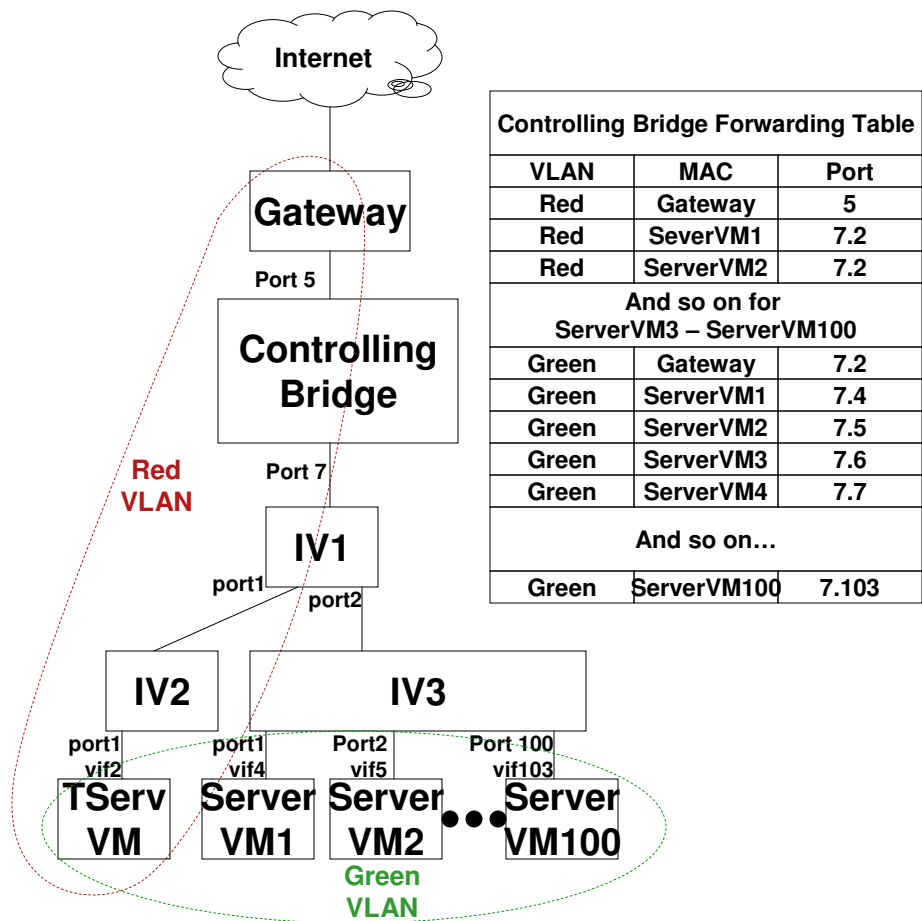 Internet
Gateway
Port 5
Controlling
Bridge
Port 7
Red
VLAN
IV1
port1
port2
IV2
IV3
port1
vif2
port1
vif4
Port2
vif5
Port 100
vif103
TServ
VM
Server
VM1
Server
VM2
Server
VM100
Green
VLAN
Controlling Bridge Forwarding Table
VLAN MAC Port
Red Gateway 5
Red SeverVM1 7.2
Red ServerVM2 7.2
And so on for
ServerVM3 – ServerVM100
Green Gateway 7.2
Green ServerVM1 7.4
Green ServerVM2 7.5
Green ServerVM3 7.6
Green ServerVM4 7.7
And so on…
Green ServerVM100 7.103